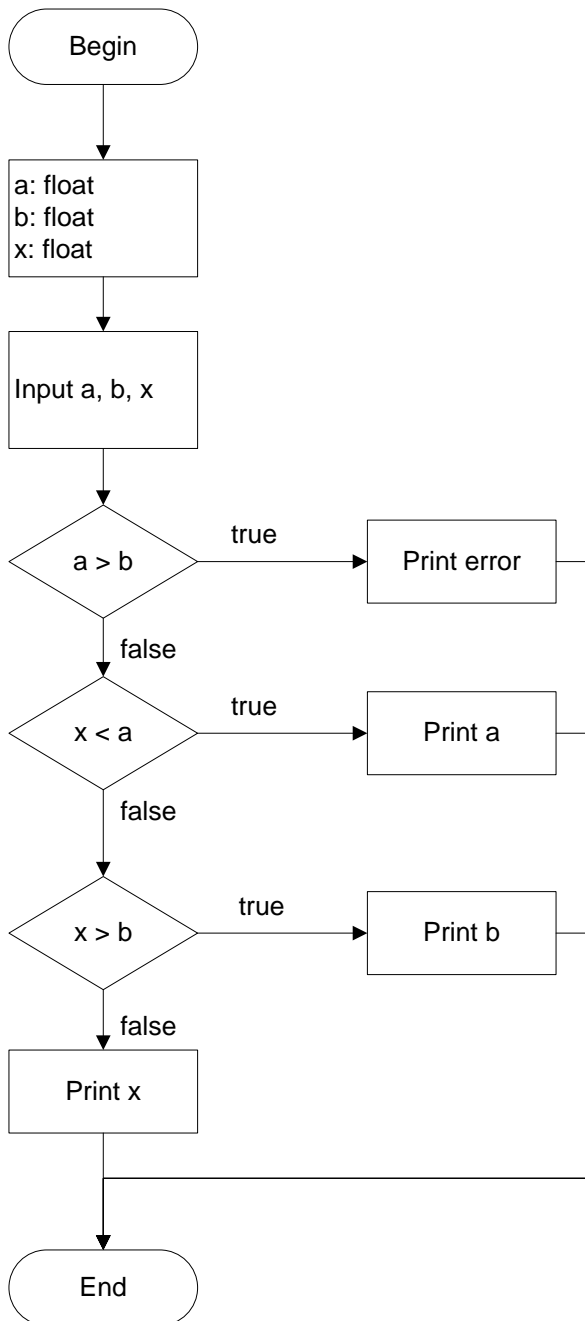 Begin
a: float
b: float
x: float
Input a, b, x
a > b
true
Print error
false
x < a
true
Print a
false
x > b
true
Print b
false
Print x
End